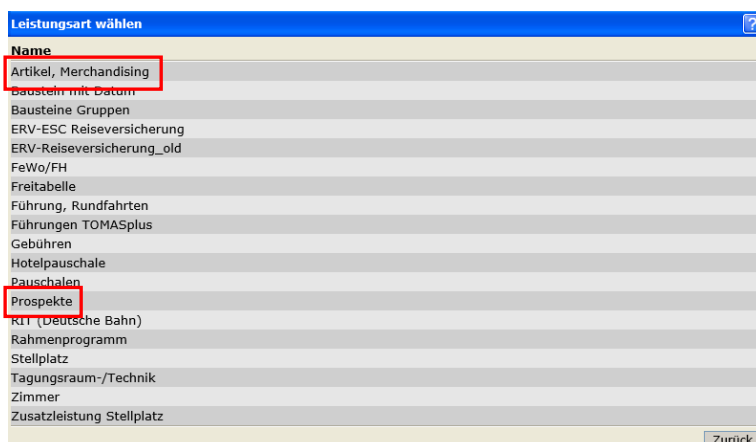 Leistungsart wählen
?
Name
Artikel, Merchandising
Baustein mit Datum
Bausteine Gruppen
ERV-ESC Reiseversicherung
ERV-Reiseversicherung_old
FeWo/FH
Freitabelle
Führung, Rundfahrten
Führungen TOMASplus
Gebühren
Hotelpauschale
Pauschalen
Prospekte
RIT (Deutsche Bahn)
Rahmenprogramm
Stellplatz
Tagungsraum-/Technik
Zimmer
Zusatzleistung Stellplatz
Zurück